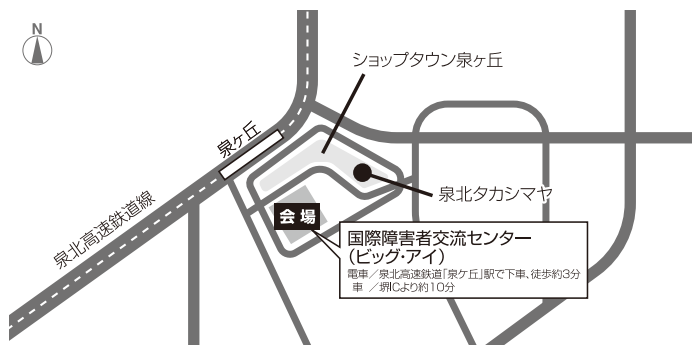 N
ショップタウン泉ヶ丘
泉ヶ丘
泉北タカシマヤ
泉北高速鉄道線
会場
国際障害者交流センター
（ビッグ・アイ）
電車／泉北高速鉄道「泉ケ丘」駅で下車、徒歩約3分
車 ／堺ICより約10分